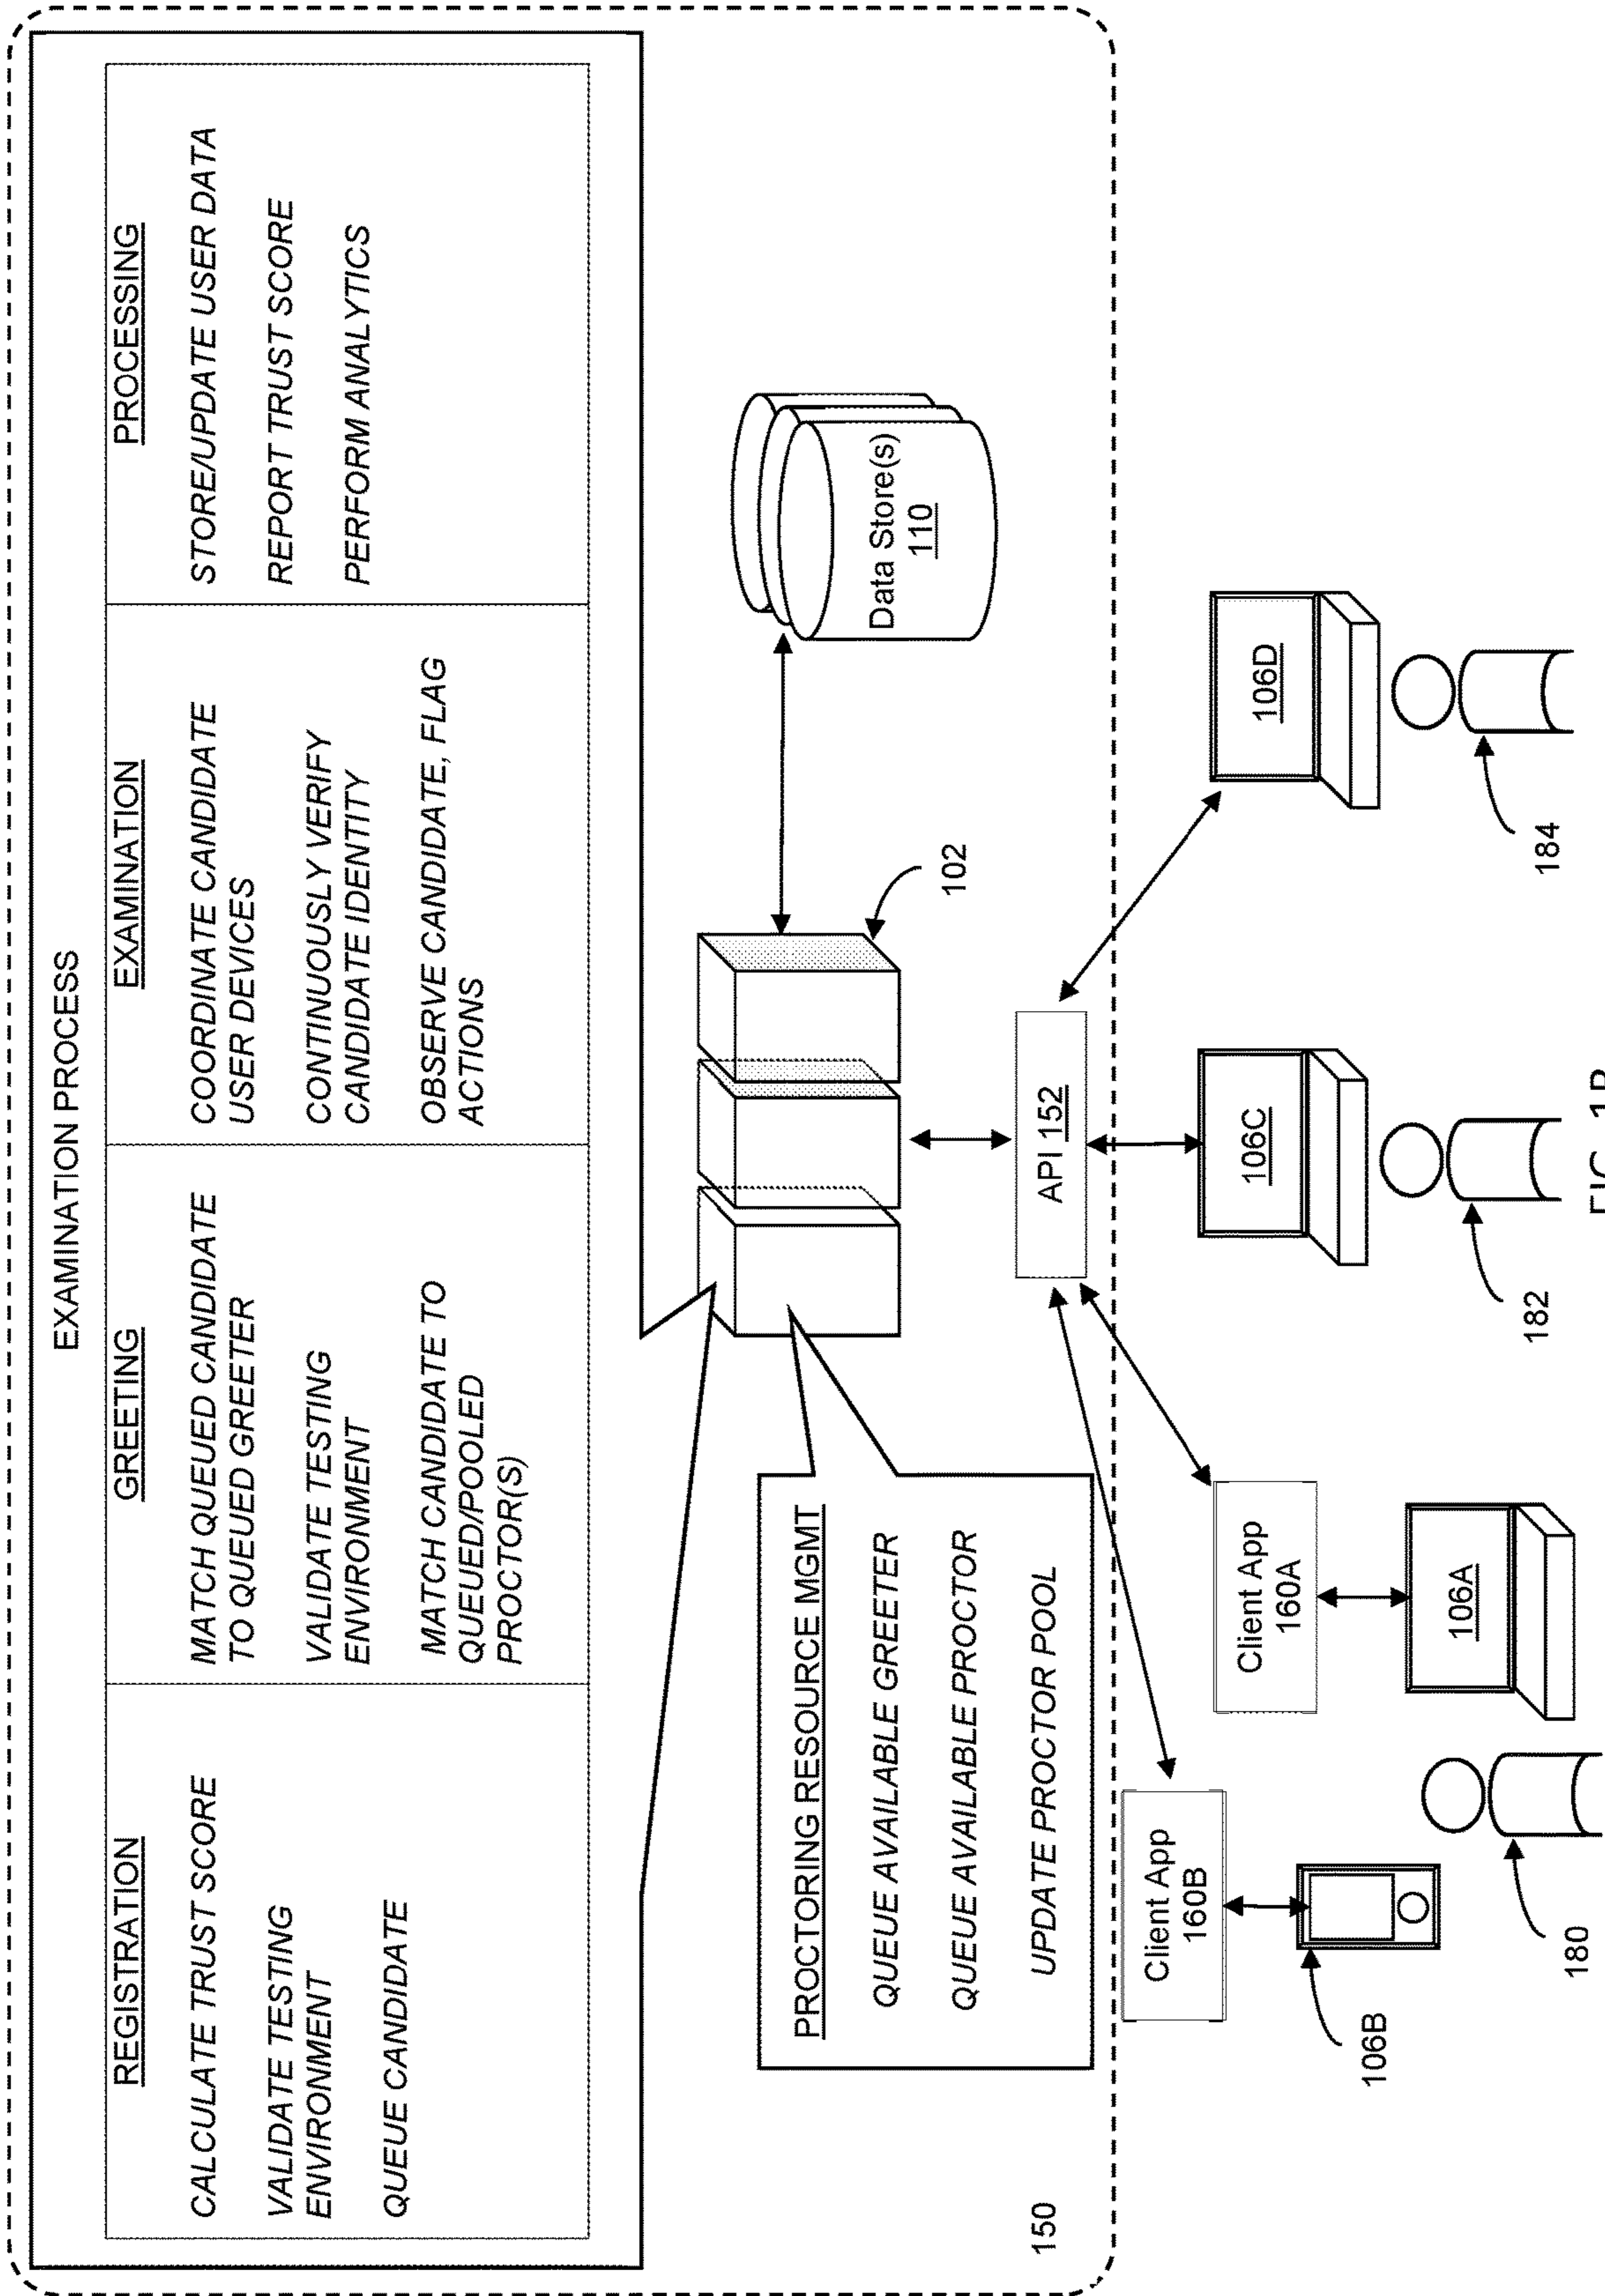 EXAMINATION PROCESS
REGISTRATION
CALCULATE TRUST SCORE
VALIDATE TESTING
ENVIRONMENT
QUEUE CANDIDATE
GREETING
MATCH QUEUED CANDIDATE
TO QUEUED GREETER
VALIDATE TESTING
ENVIRONMENT
MATCH CANDIDATE TO
QUEUED/POOLED
PROCTOR(S)
EXAMINATION
COORDINATE CANDIDATE
USER DEVICES
CONTINUOUSLY VERIFY
CANDIDATE IDENTITY
OBSERVE CANDIDATE, FLAG
ACTIONS
PROCESSING
STORE/UPDATE USER DATA
REPORT TRUST SCORE
PERFORM ANALYTICS
PROCTORING RESOURCE MGMT
QUEUE AVAILABLE GREETER
QUEUE AVAILABLE PROCTOR
UPDATE PROCTOR POOL
102
Data Store(s)
110
150
API 152
Client App
160B
Client App
160A
106B
106A
106C
106D
180
182
184
FIG. 1B